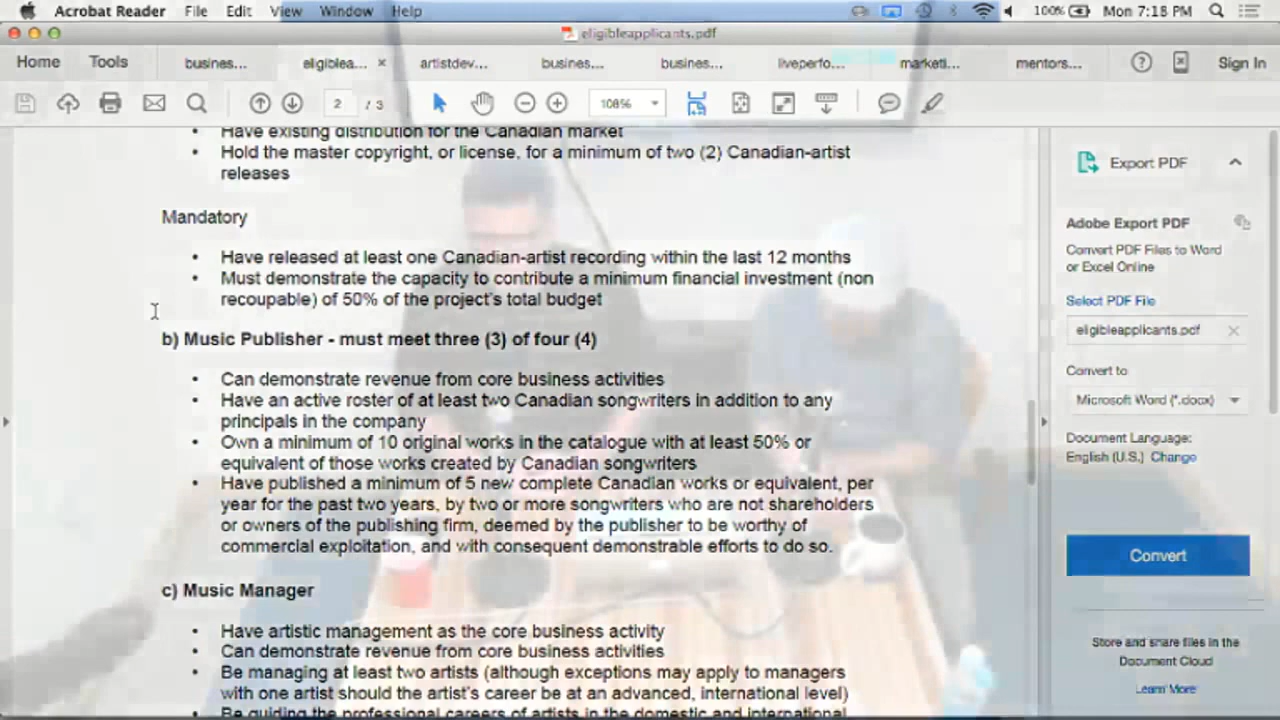 Acrobat Reader File Edit View Window Help 100% Mon 7:18 PM
eligibleapplicants.pdf
Home Tools busines... eligiblea... × artistdev... busines... busines... liveperfo... marketi... mentors... Sign In
2 / 3 108%
• Have existing distribution for the Canadian market
• Hold the master copyright, or license, for a minimum of two (2) Canadian-artist
releases
Mandatory
• Have released at least one Canadian-artist recording within the last 12 months
• Must demonstrate the capacity to contribute a minimum financial investment (non
recoupable) of 50% of the project's total budget
b) Music Publisher - must meet three (3) of four (4)
• Can demonstrate revenue from core business activities
• Have an active roster of at least two Canadian songwriters in addition to any
principals in the company
• Own a minimum of 10 original works in the catalogue with at least 50% or
equivalent of those works created by Canadian songwriters
• Have published a minimum of 5 new complete Canadian works or equivalent, per
year for the past two years, by two or more songwriters who are not shareholders
or owners of the publishing firm, deemed by the publisher to be worthy of
commercial exploitation, and with consequent demonstrable efforts to do so.
c) Music Manager
• Have artistic management as the core business activity
• Can demonstrate revenue from core business activities
• Be managing at least two artists (although exceptions may apply to managers
with one artist should the artist's career be at an advanced, international level)
• Be guiding the professional careers of artists in the domestic and international
Export PDF
Adobe Export PDF
Convert PDF Files to Word
or Excel Online
Select PDF File
eligibleapplicants.pdf ×
Convert to
Microsoft Word (*.docx)
Document Language:
English (U.S.) Change
Convert
Store and share files in the
Document Cloud
Learn More